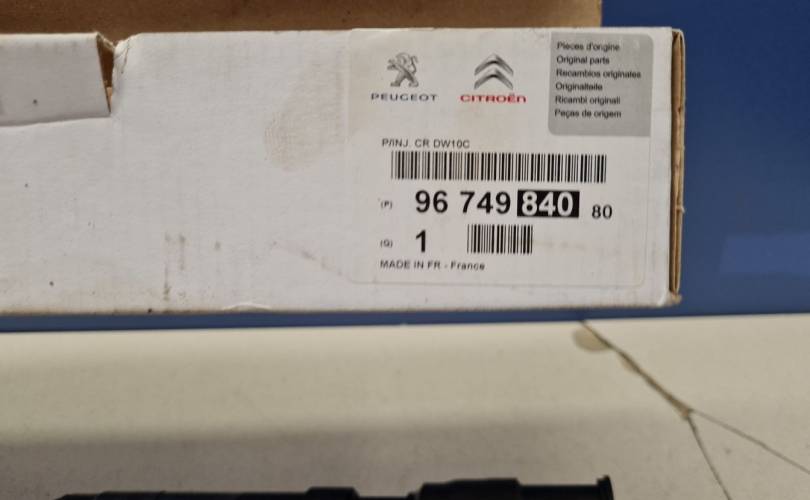 PEUGEOT
CITROËN
Pieces d'origine
Original parts
Recambios originales
Originalteile
Ricambi originali
Peças de origem
P/INJ. CR DW10C
(P) 96 749 840 80
(Q) 1
MADE IN FR - France